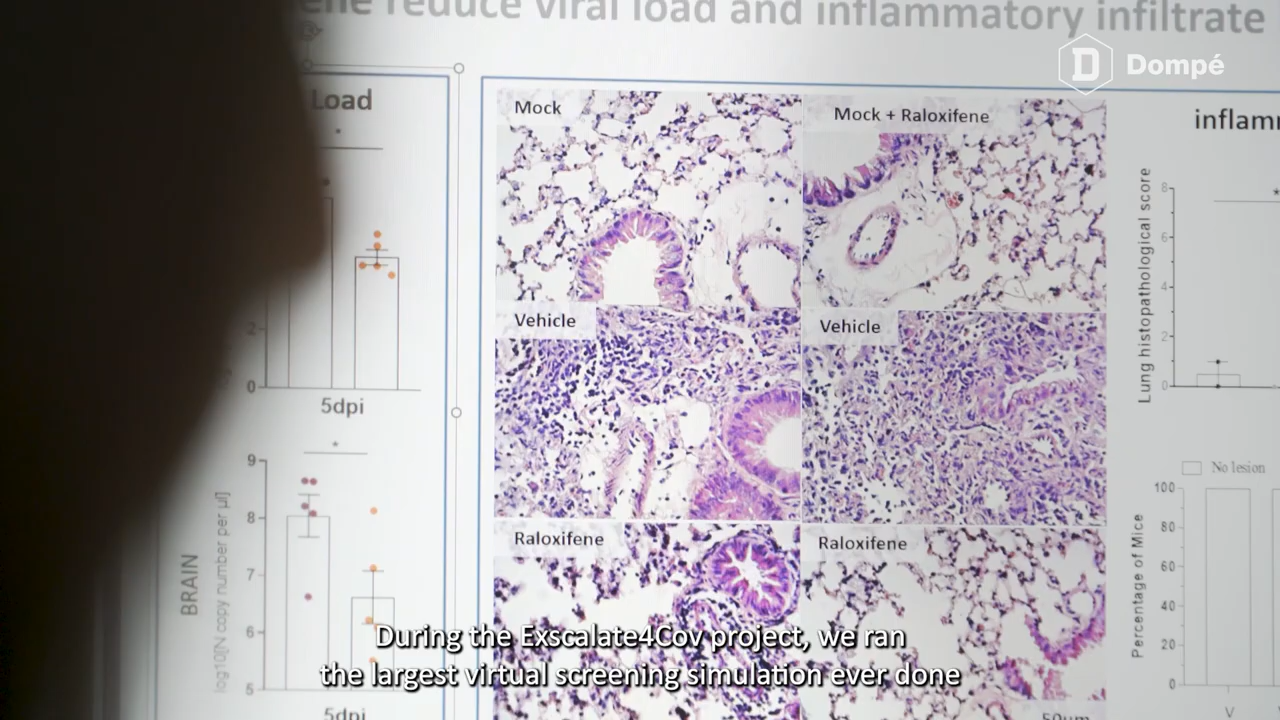 ene reduce viral load and inflammatory infiltrate
Dompé
Load
*
2
0
5dpi
*
9
8
7
6
5
BRAIN
log10[N copy number per µl]
5dpi
Mock
Mock + Raloxifene
Vehicle
Vehicle
Raloxifene
Raloxifene
50µm
inflamm
Lung histopathological score
8
6
4
2
0
*
No lesion
Percentage of Mice
100
80
60
40
20
0
V
During the Exscalate4Cov project, we ran
the largest virtual screening simulation ever done